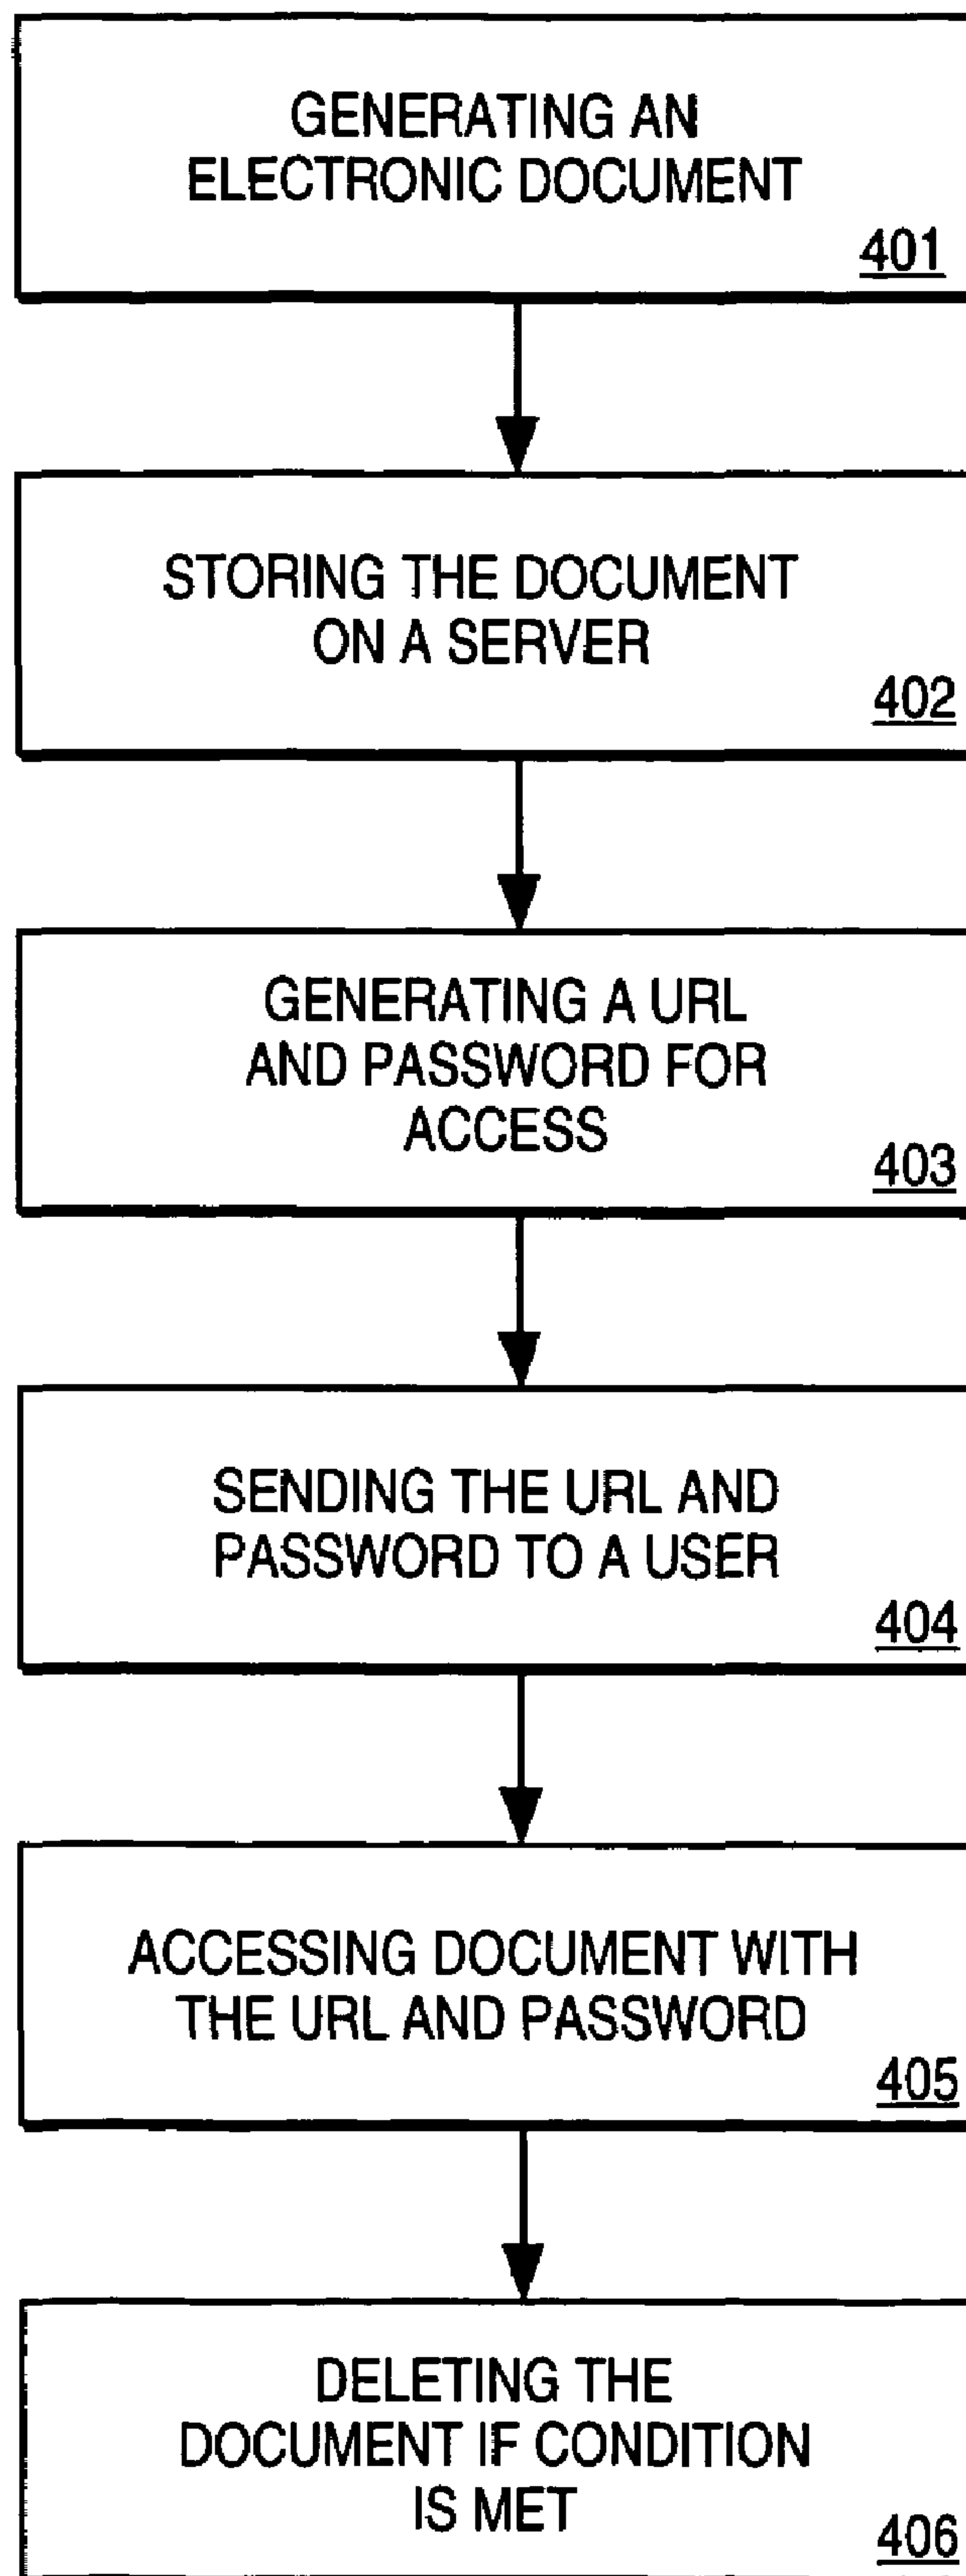 GENERATING AN
ELECTRONIC DOCUMENT
401
STORING THE DOCUMENT
ON A SERVER
402
GENERATING A URL
AND PASSWORD FOR
ACCESS
403
SENDING THE URL AND
PASSWORD TO A USER
404
ACCESSING DOCUMENT WITH
THE URL AND PASSWORD
405
DELETING THE
DOCUMENT IF CONDITION
IS MET
406